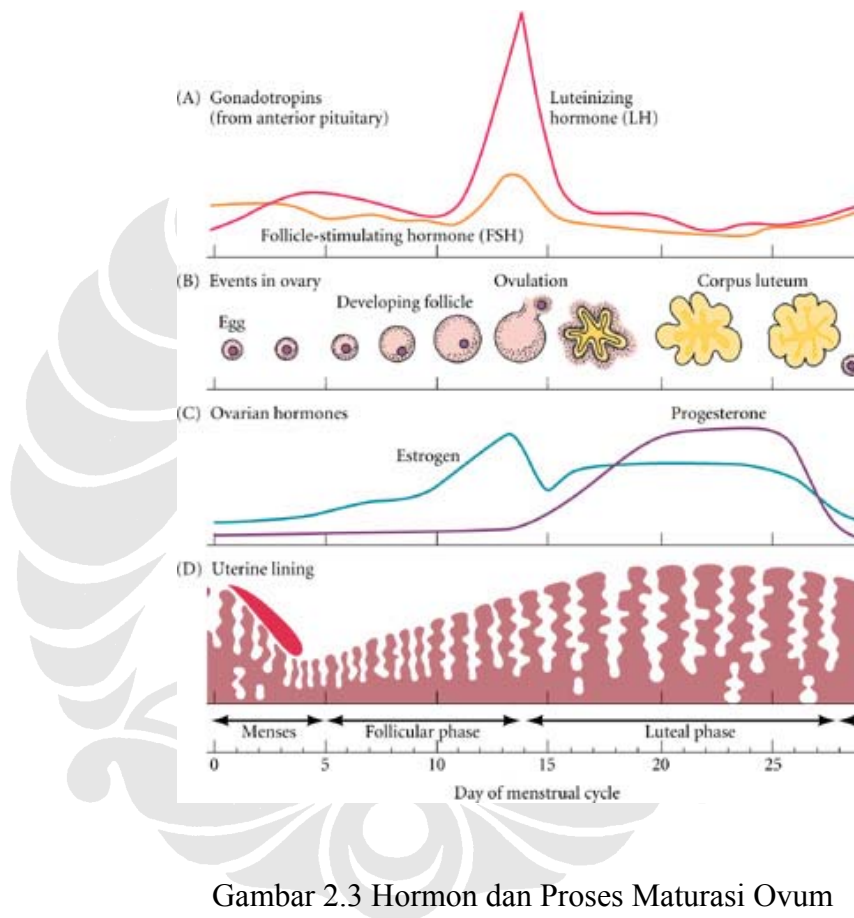 (A) Gonadotropins
(from anterior pituitary)
Luteinizing
hormone (LH)
Follicle-stimulating hormone (FSH)
(B) Events in ovary
Ovulation
Corpus luteum
Developing follicle
Egg
(C) Ovarian hormones
Progesterone
Estrogen
(D) Uterine lining
Menses
Follicular phase
Luteal phase
0 5 10 15 20 25
Day of menstrual cycle
Gambar 2.3 Hormon dan Proses Maturasi Ovum